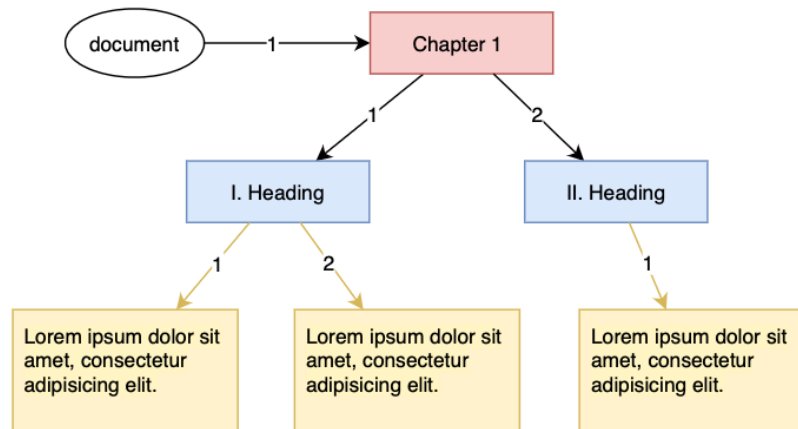 document
1
Chapter 1
1
2
I. Heading
II. Heading
1
2
1
Lorem ipsum dolor sit
amet, consectetur
adipisicing elit.
Lorem ipsum dolor sit
amet, consectetur
adipisicing elit.
Lorem ipsum dolor sit
amet, consectetur
adipisicing elit.